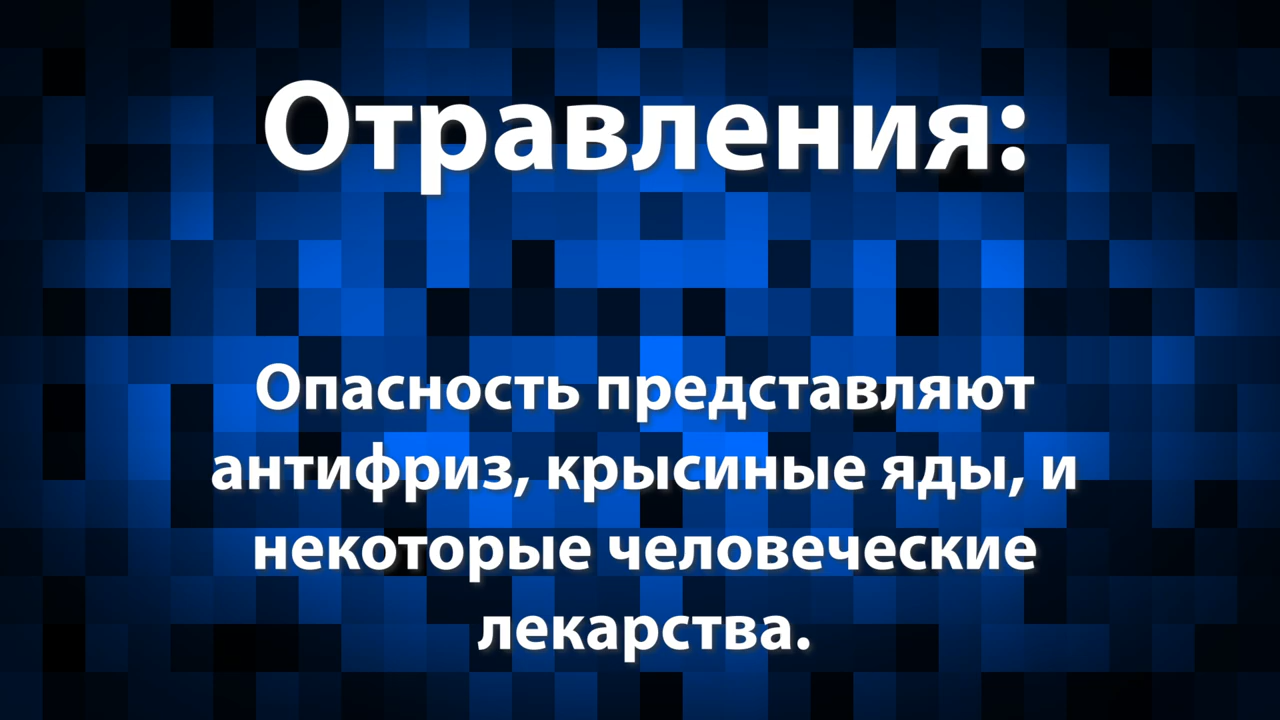 Отравления:
Опасность представляют
антифриз, крысиные яды, и
некоторые человеческие
лекарства.